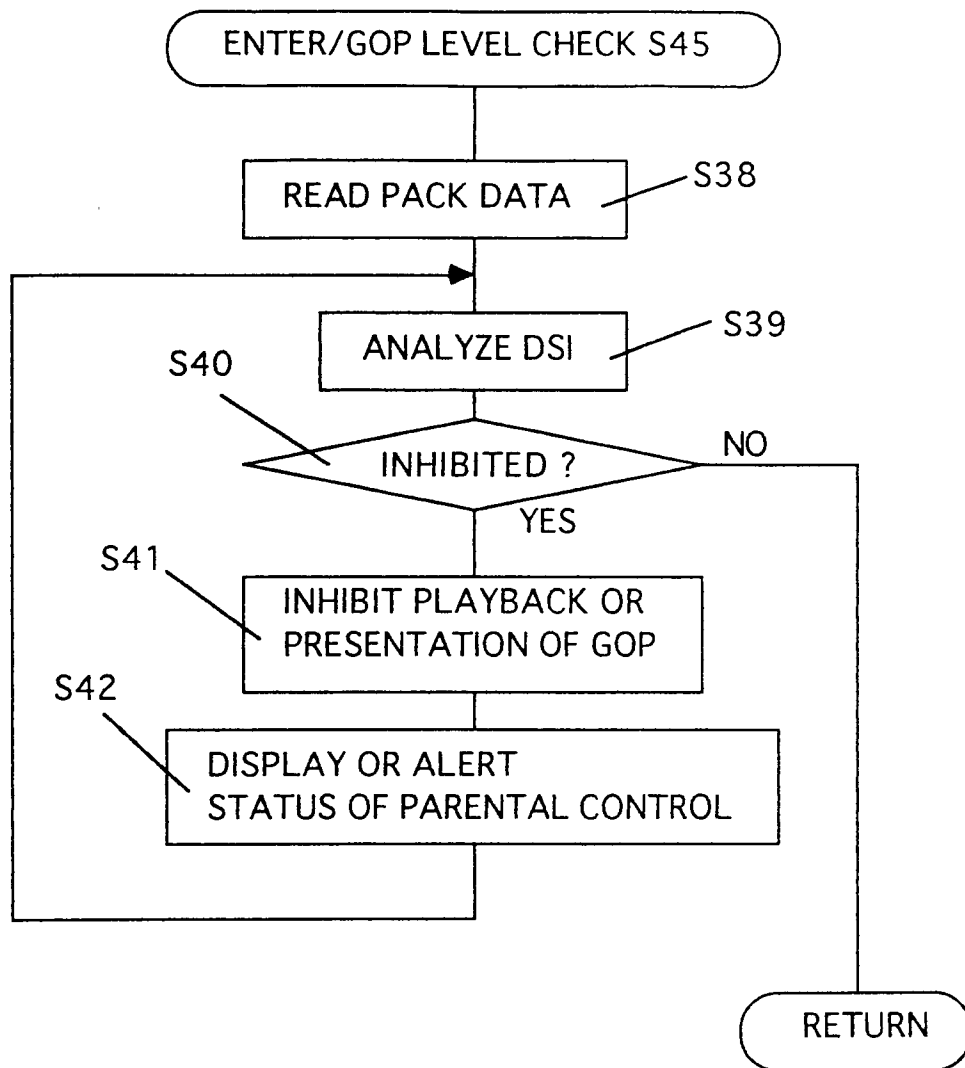 ENTER/GOP LEVEL CHECK S45
READ PACK DATA
S38
ANALYZE DSI
S39
S40
INHIBITED ?
NO
YES
S41
INHIBIT PLAYBACK OR
PRESENTATION OF GOP
S42
DISPLAY OR ALERT
STATUS OF PARENTAL CONTROL
RETURN